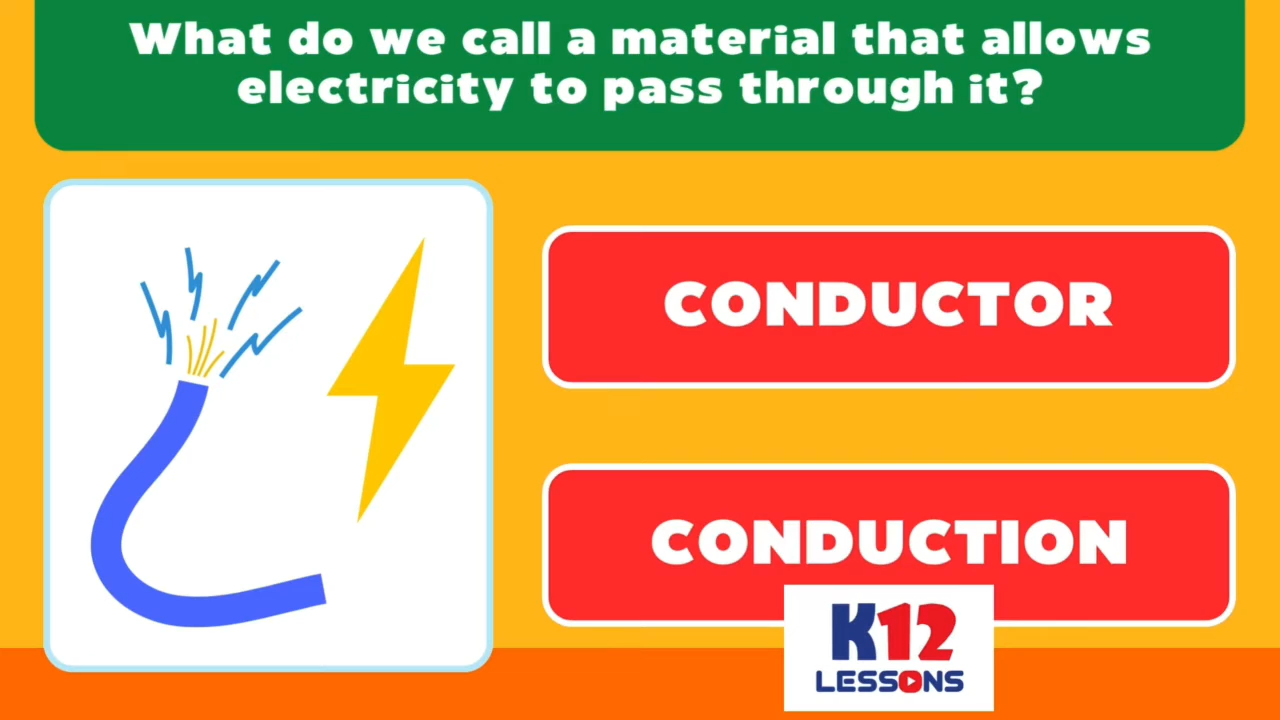 What do we call a material that allows
electricity to pass through it?
CONDUCTOR
CONDUCTION
K12
LESSONS